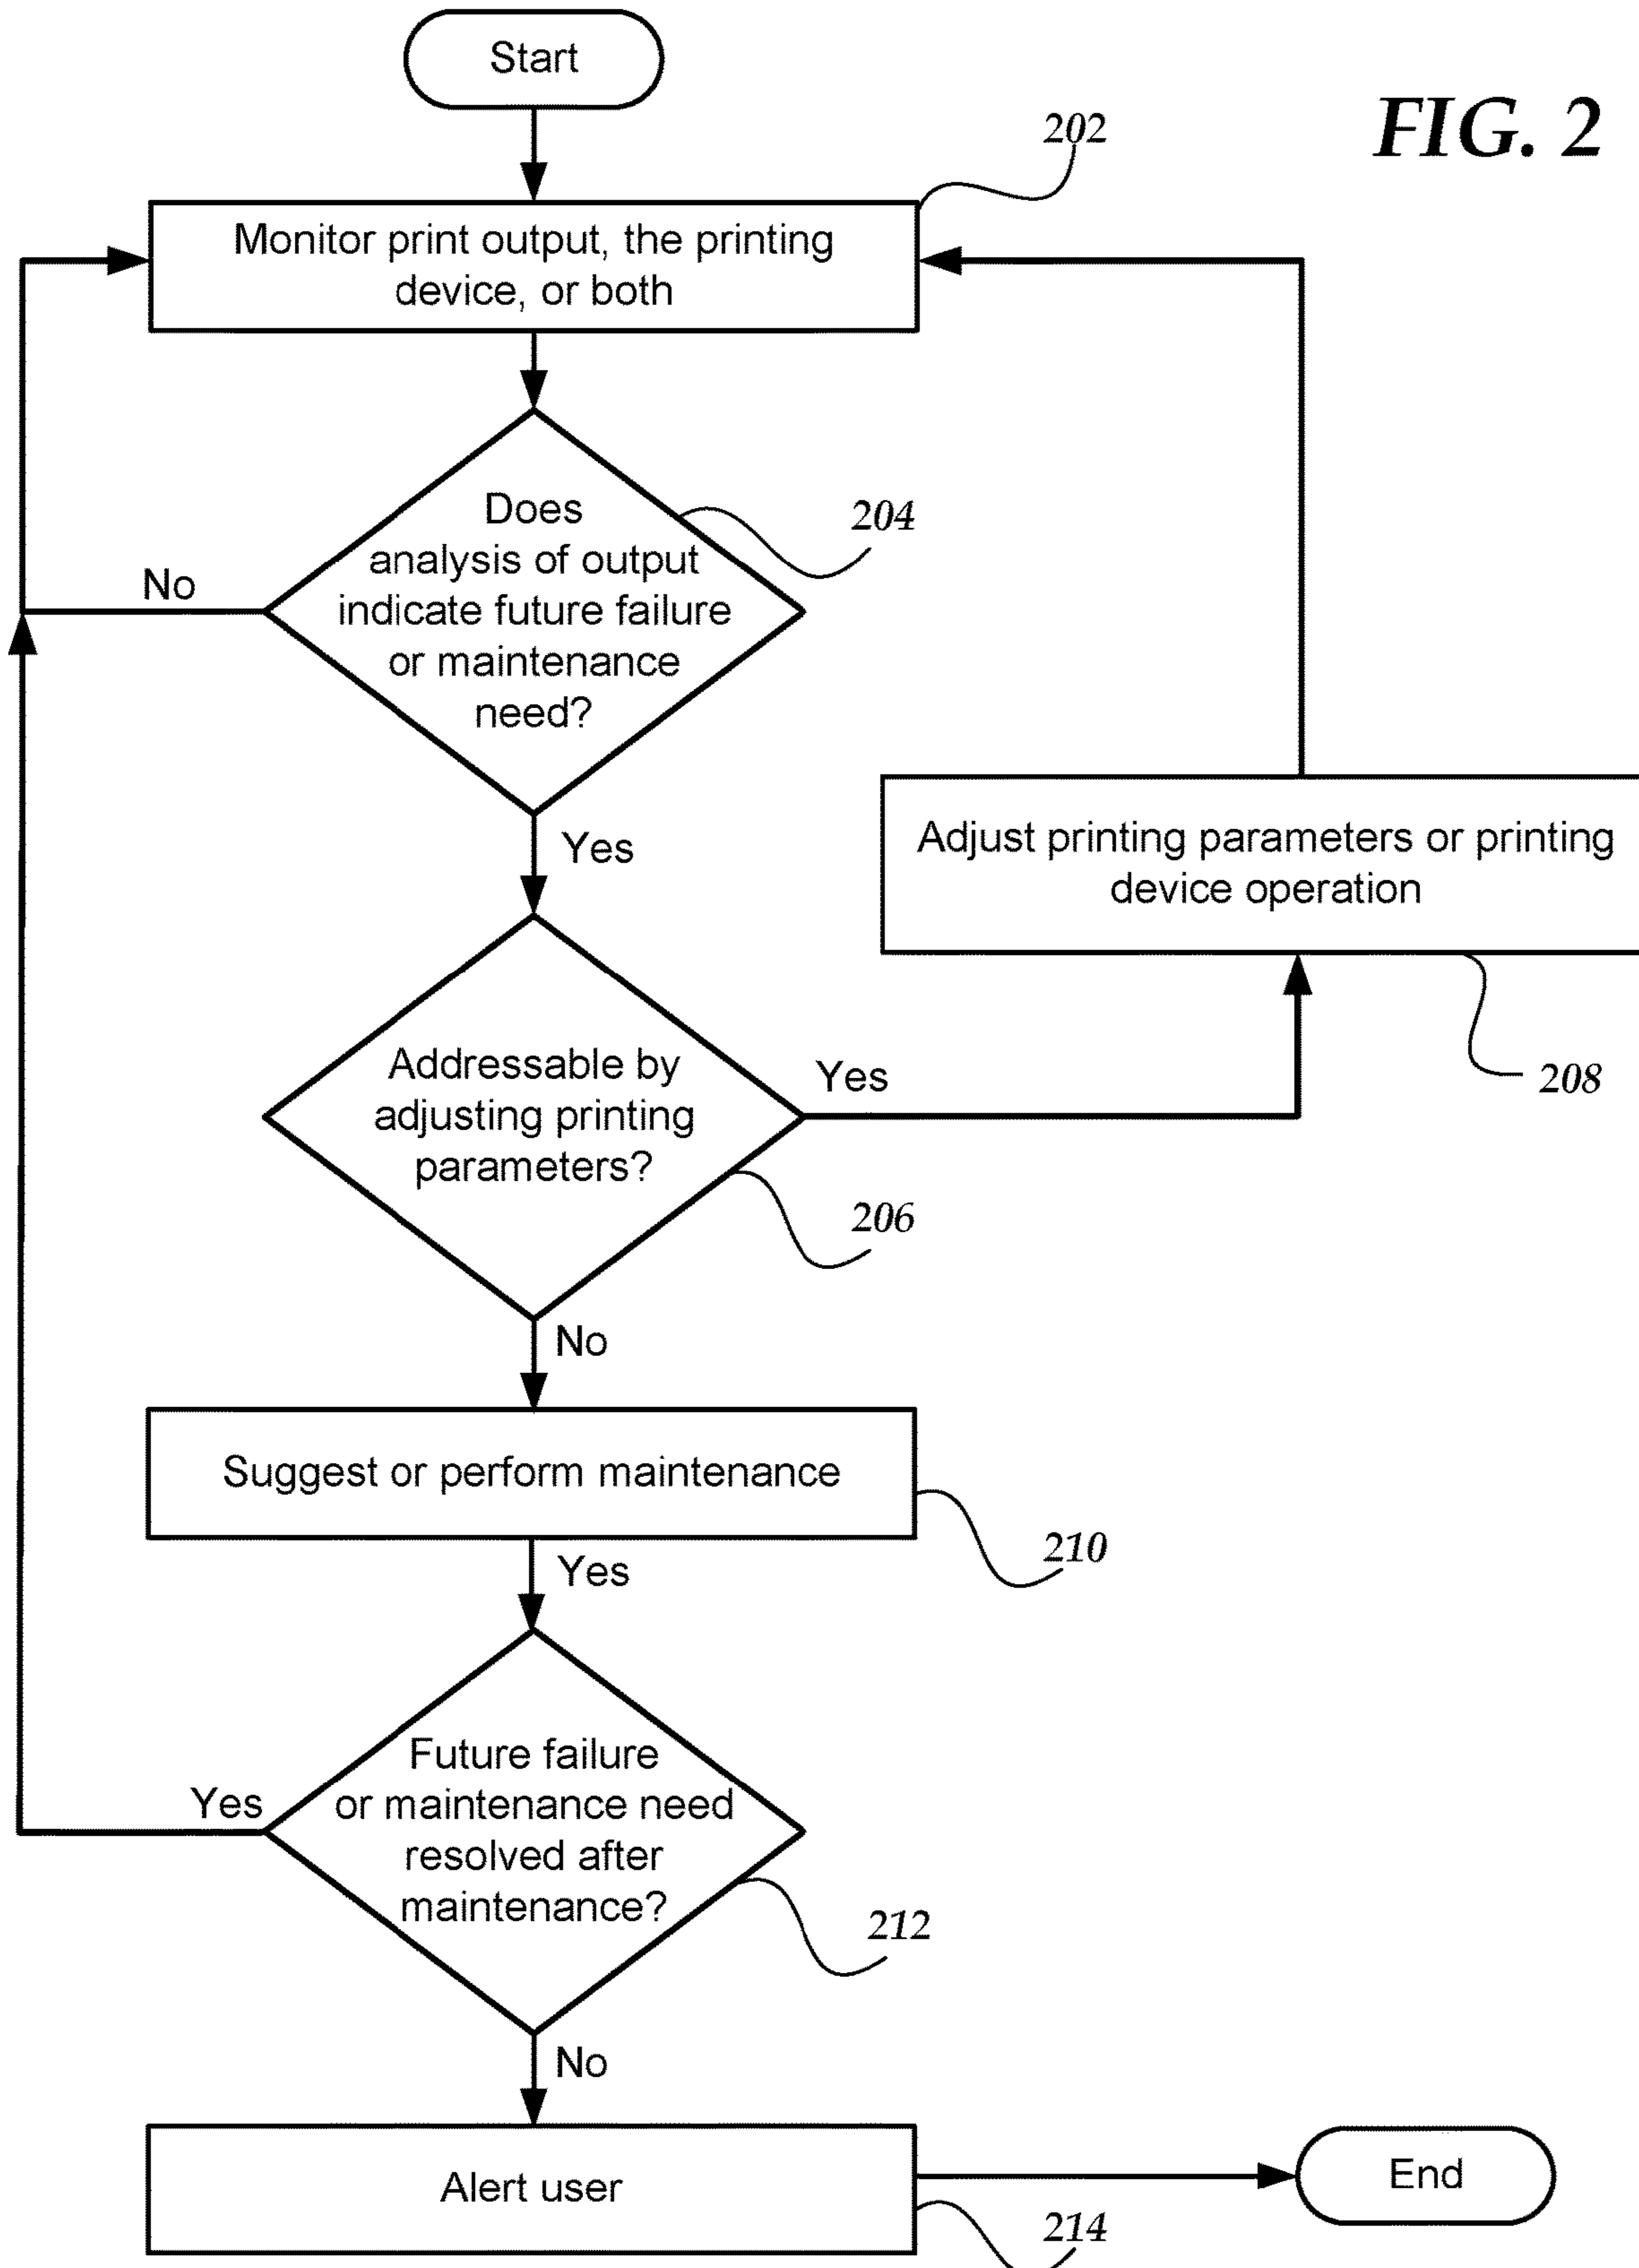 Start
FIG. 2
202
Monitor print output, the printing
device, or both
Does
analysis of output
indicate future failure
or maintenance
need?
204
No
Yes
Adjust printing parameters or printing
device operation
208
Addressable by
adjusting printing
parameters?
Yes
206
No
Suggest or perform maintenance
210
Yes
Future failure
or maintenance need
resolved after
maintenance?
Yes
212
No
Alert user
214
End